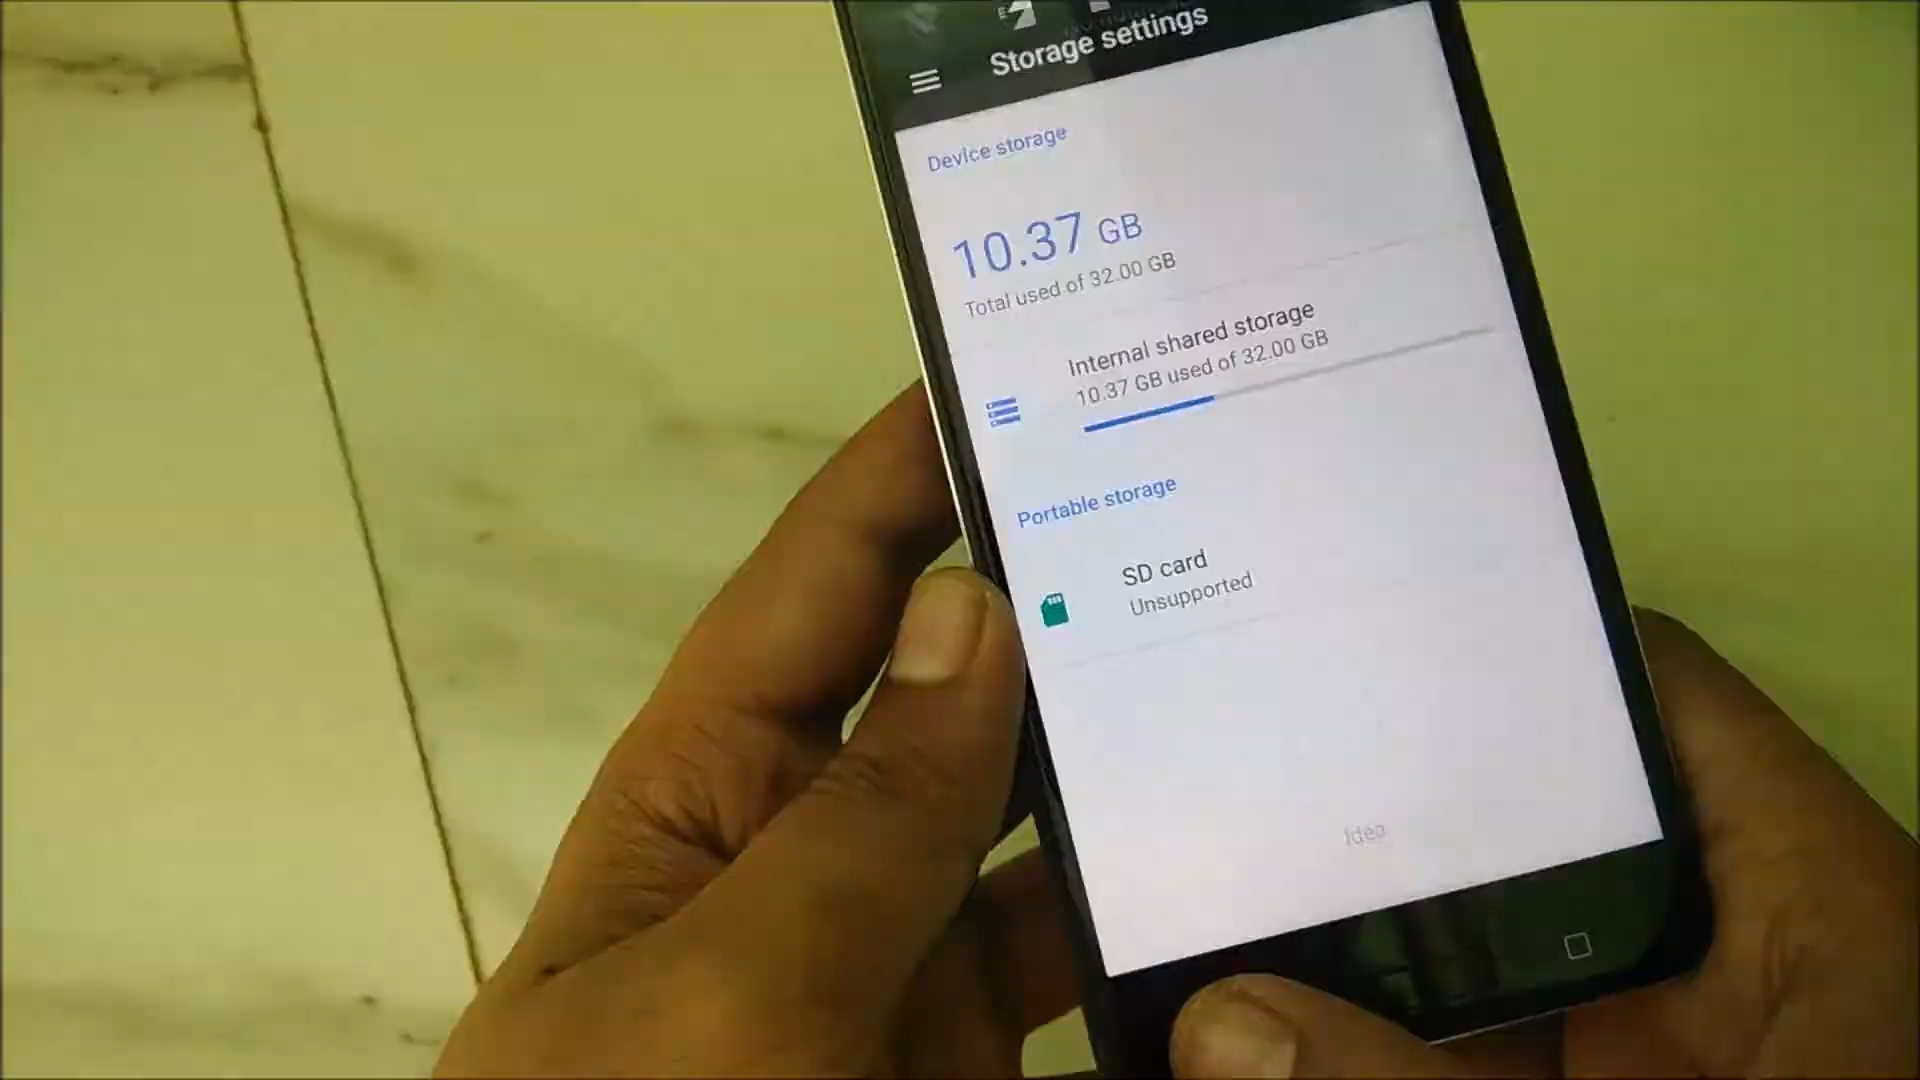 Storage settings
Device storage
10.37 GB
Total used of 32.00 GB
Internal shared storage
10.37 GB used of 32.00 GB
Portable storage
SD card
Unsupported
Idea